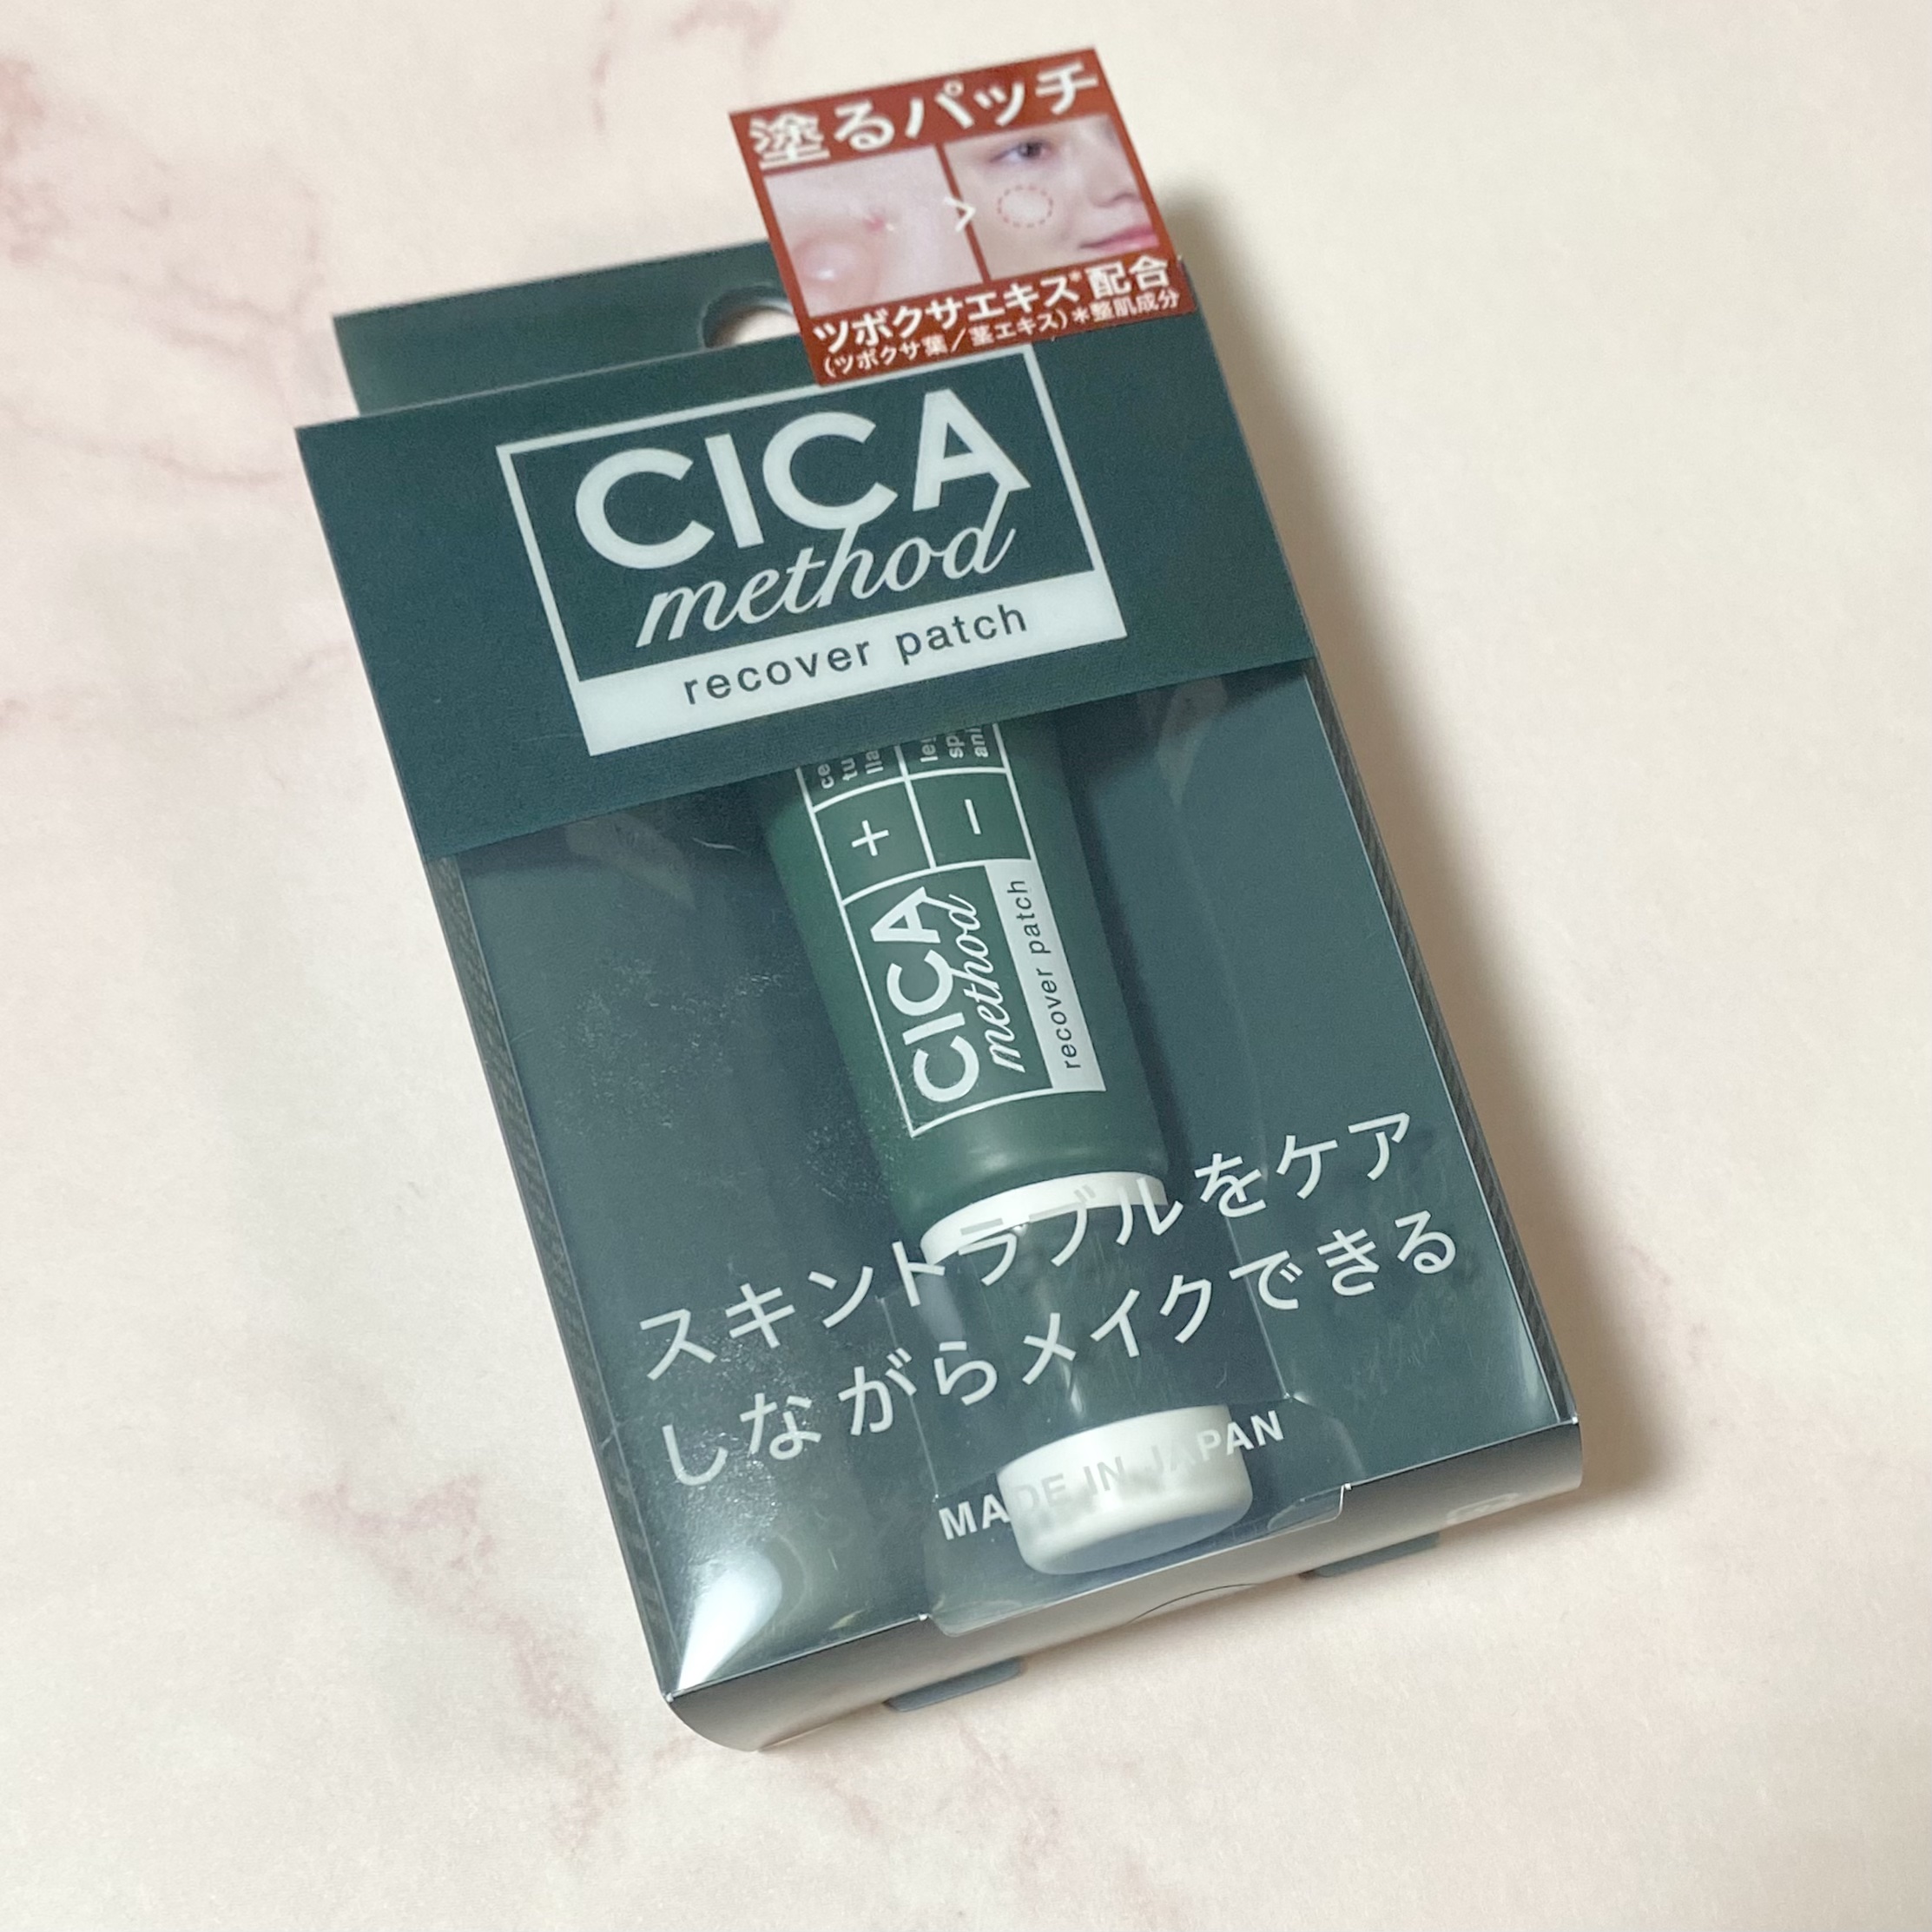 塗るパッチ
ツボクサエキス*配合
(ツボクサ葉/茎エキス)*整肌成分
CICA
method
recover patch
+
−
CICA
method
recover patch
スキントラブルをケア
しながらメイクできる
MADE IN JAPAN